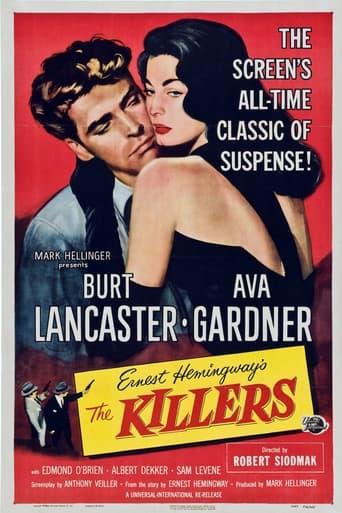 THE
SCREEN'S
ALL-TIME
CLASSIC OF
SUSPENSE!
MARK HELLINGER
presents
BURT AVA
LANCASTER · GARDNER
Ernest Hemingway's
The KILLERS
Directed by
ROBERT SIODMAK
with EDMOND O'BRIEN · ALBERT DEKKER · SAM LEVENE
Screenplay by ANTHONY VEILLER · From the story by ERNEST HEMINGWAY · Produced by MARK HELLINGER
A UNIVERSAL-INTERNATIONAL RE-RELEASE